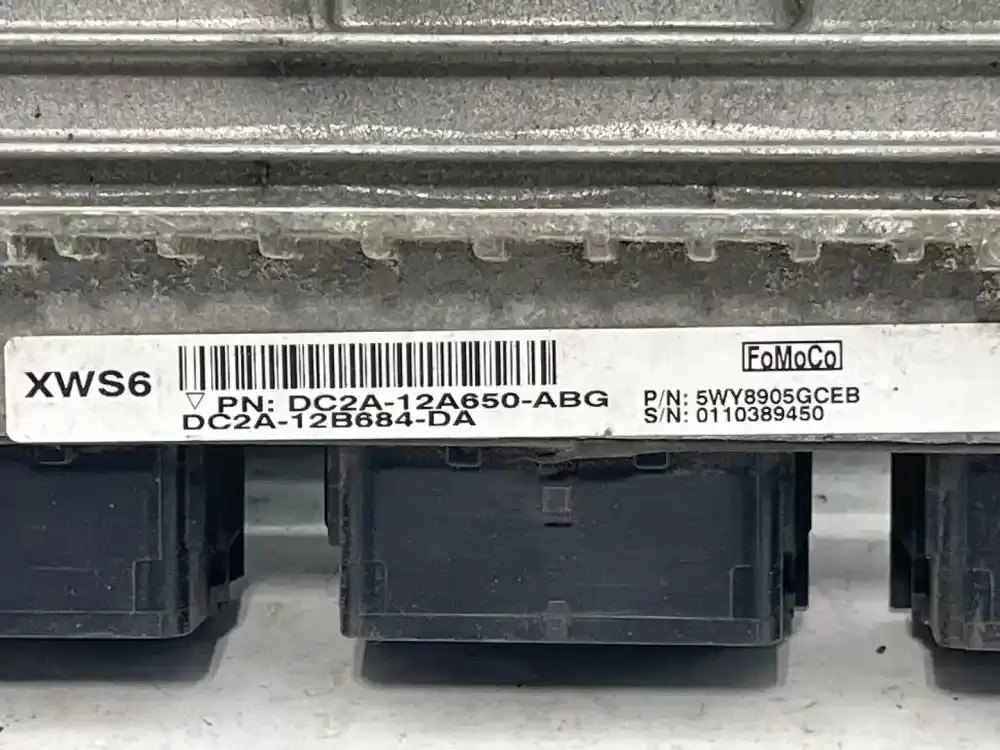 XWS6
▽ PN: DC2A-12A650-ABG
DC2A-12B684-DA
FoMoCo
P/N: 5WY8905GCEB
S/N: 0110389450